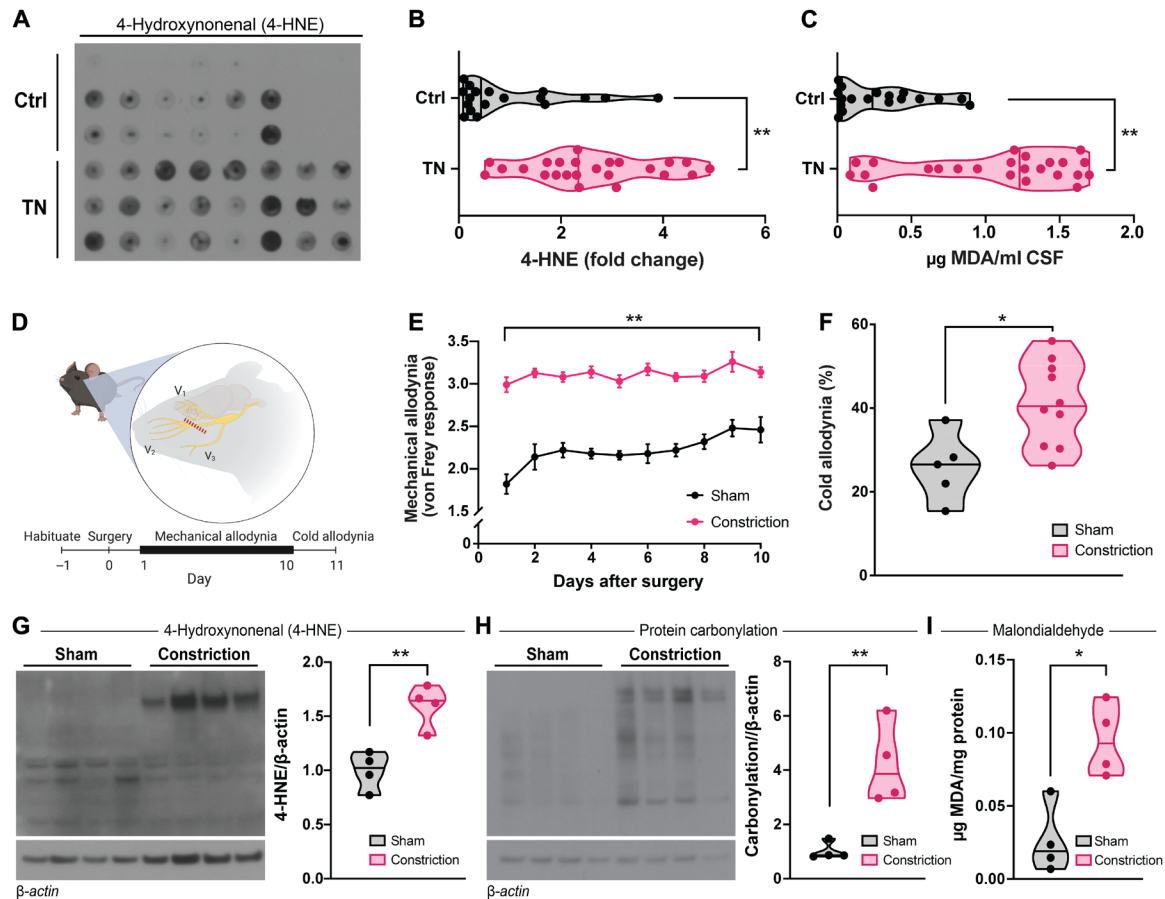 A
4-Hydroxynonenal (4-HNE)
Ctrl
TN
B
Ctrl
TN
**
0
2
4
6
4-HNE (fold change)
C
Ctrl
TN
**
0
0.5
1.0
1.5
2.0
µg MDA/ml CSF
D
V1
V2
V3
Habituate
Surgery
Mechanical allodynia
Cold allodynia
–1
0
1
10
11
Day
E
Mechanical allodynia
(von Frey response)
3.5
3.0
2.5
2.0
1.5
0
**
Sham
Constriction
0
2
4
6
8
10
Days after surgery
F
Cold allodynia (%)
60
40
20
0
*
Sham
Constriction
G
4-Hydroxynonenal (4-HNE)
Sham
Constriction
β-actin
4-HNE/β-actin
2.0
1.5
1.0
0.5
0.0
**
Sham
Constriction
H
Protein carbonylation
Sham
Constriction
β-actin
Carbonylation//β-actin
8
6
4
2
0
**
Sham
Constriction
I
Malondialdehyde
µg MDA/mg protein
0.15
0.10
0.05
0.00
*
Sham
Constriction